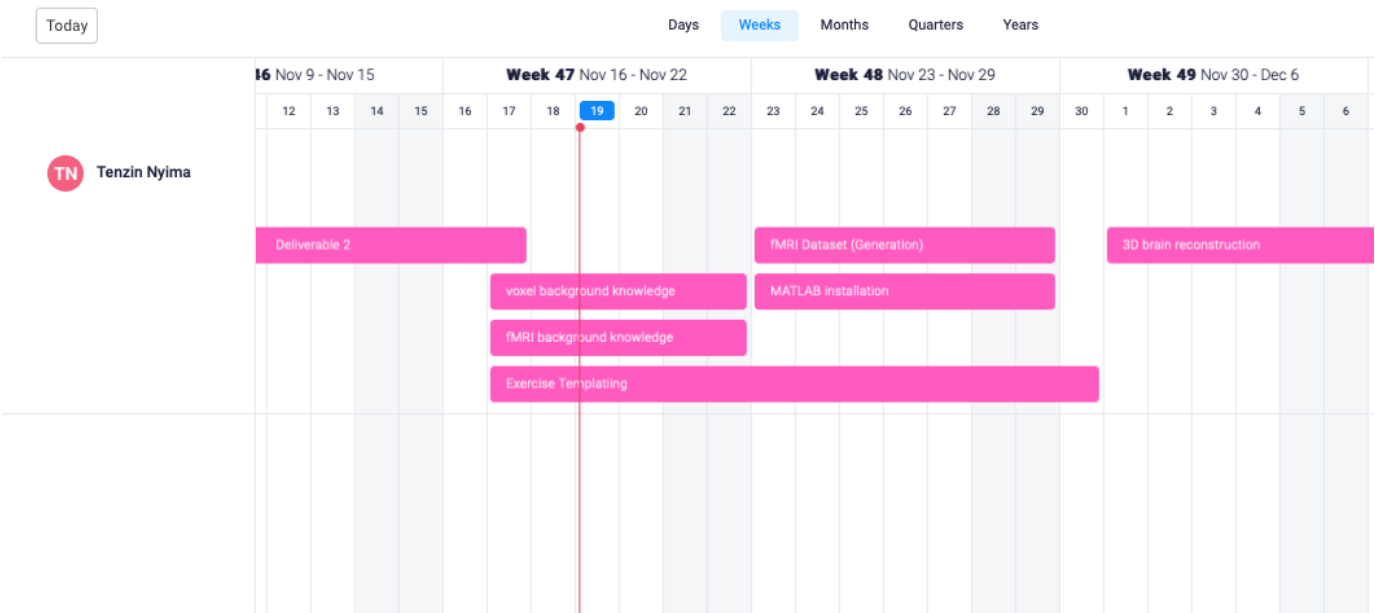 Today
Days Weeks Months Quarters Years
46 Nov 9 - Nov 15 Week 47 Nov 16 - Nov 22 Week 48 Nov 23 - Nov 29 Week 49 Nov 30 - Dec 6
12 13 14 15 16 17 18 19 20 21 22 23 24 25 26 27 28 29 30 1 2 3 4 5 6
TN Tenzin Nyima
Deliverable 2 fMRI Dataset (Generation) 3D brain reconstruction
voxel background knowledge MATLAB installation
fMRI background knowledge
Exercise Templatiing